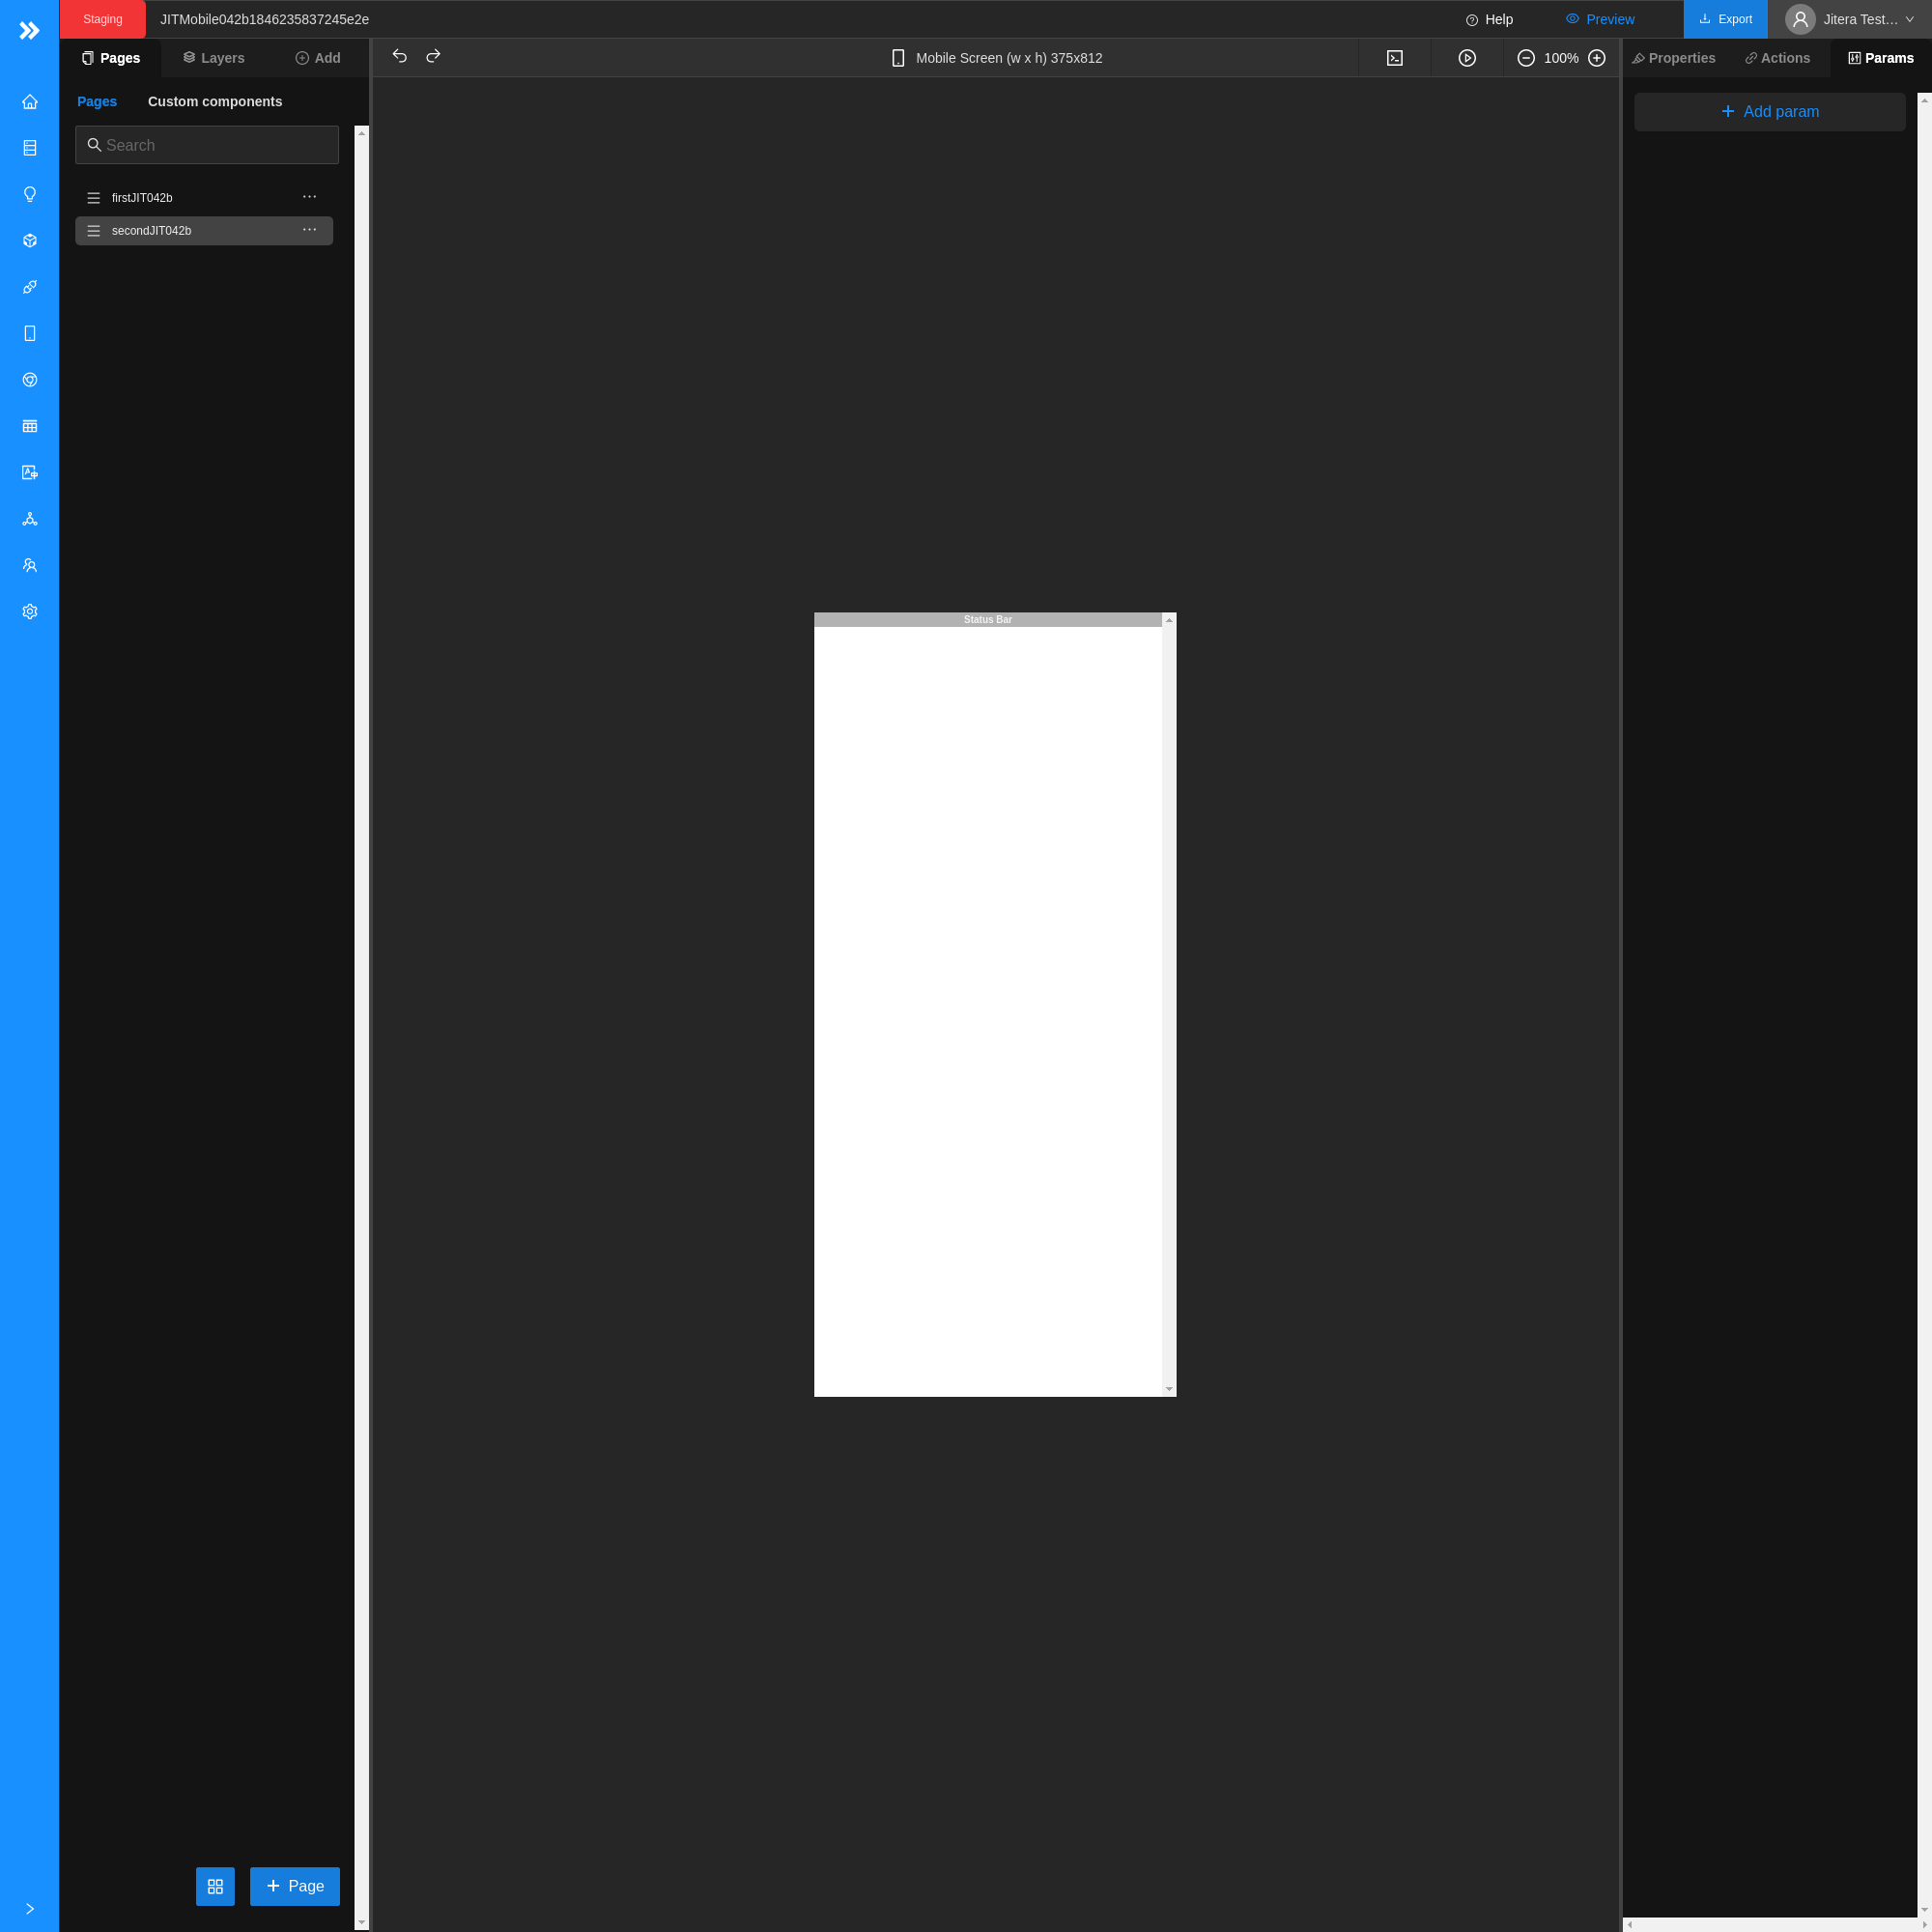 Staging
JITMobile042b1846235837245e2e
Help
Preview
Export
Jitera Test...
Pages
Layers
Add
Mobile Screen (w x h) 375x812
100%
Properties
Actions
Params
Pages
Custom components
Add param
Search
firstJIT042b
secondJIT042b
Status Bar
Page